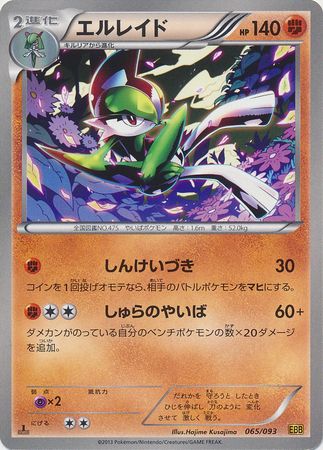 2進化
エルレイド
HP 140
キルリアから進化
全国図鑑NO.475 やいばポケモン 高さ：1.6m 重さ：52.0kg
しんけいづき 30
コインを1回投げオモテなら、相手のバトルポケモンをマヒにする。
しゅらのやいば 60+
ダメカンがのっている自分のベンチポケモンの数×20ダメージ
を追加。
弱点 抵抗力
×2
にげる
だれかを 守ろうとしたとき
ひじを伸ばし 刀のように 変化
させて 激しく 戦う。
Illus.Hajime Kusajima 065/093 EBB
©2013 Pokémon/Nintendo/Creatures/GAME FREAK.